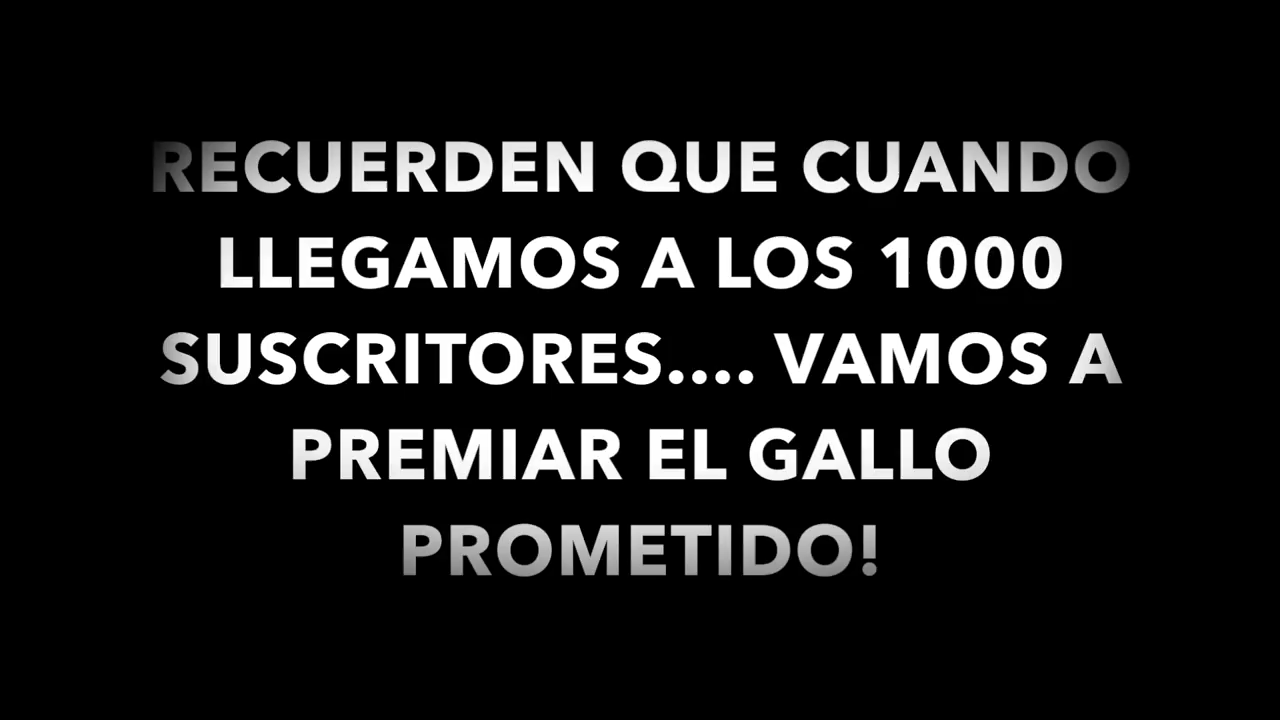 RECUERDEN QUE CUANDO
LLEGAMOS A LOS 1000
SUSCRITORES.... VAMOS A
PREMIAR EL GALLO
PROMETIDO!